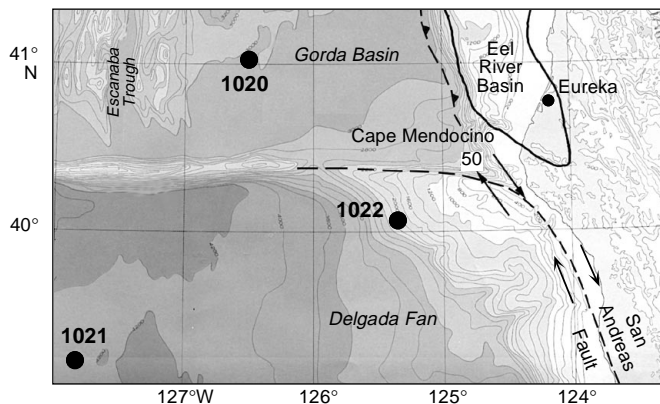 41°
N
Escanaba
Trough
1020
Gorda Basin
Eel
River
Basin
Eureka
Cape Mendocino
50
40°
1022
1021
Delgada Fan
San
Andreas
Fault
127°W
126°
125°
124°